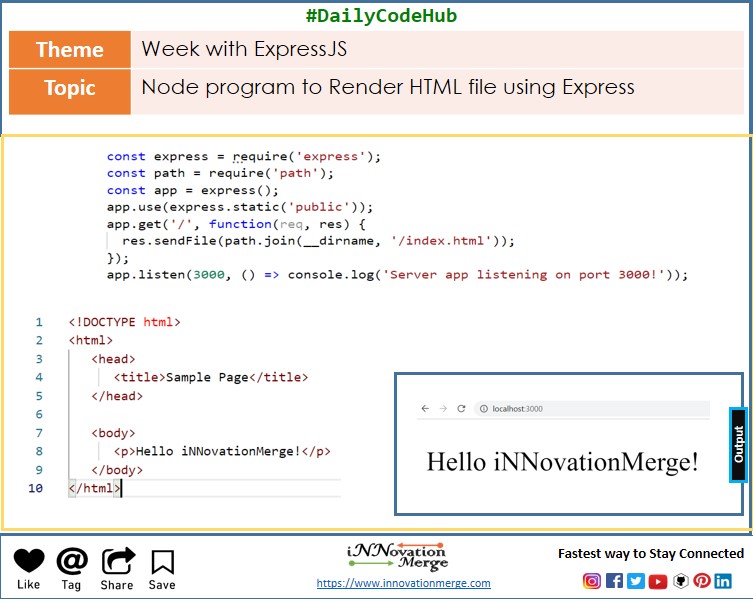 #DailyCodeHub
Theme
Week with ExpressJS
Topic
Node program to Render HTML file using Express
const express = require('express');
const path = require('path');
const app = express();
app.use(express.static('public'));
app.get('/', function(req, res) {
res.sendFile(path.join(__dirname, '/index.html'));
});
app.listen(3000, () => console.log('Server app listening on port 3000!'));
1 <!DOCTYPE html>
2 <html>
3 <head>
4 <title>Sample Page</title>
5 </head>
6
7 <body>
8 <p>Hello iNNovationMerge!</p>
9 </body>
10 </html>
localhost:3000
Hello iNNovationMerge!
Output
Like
Tag
Share
Save
iNNovation
Merge
https://www.innovationmerge.com
Fastest way to Stay Connected